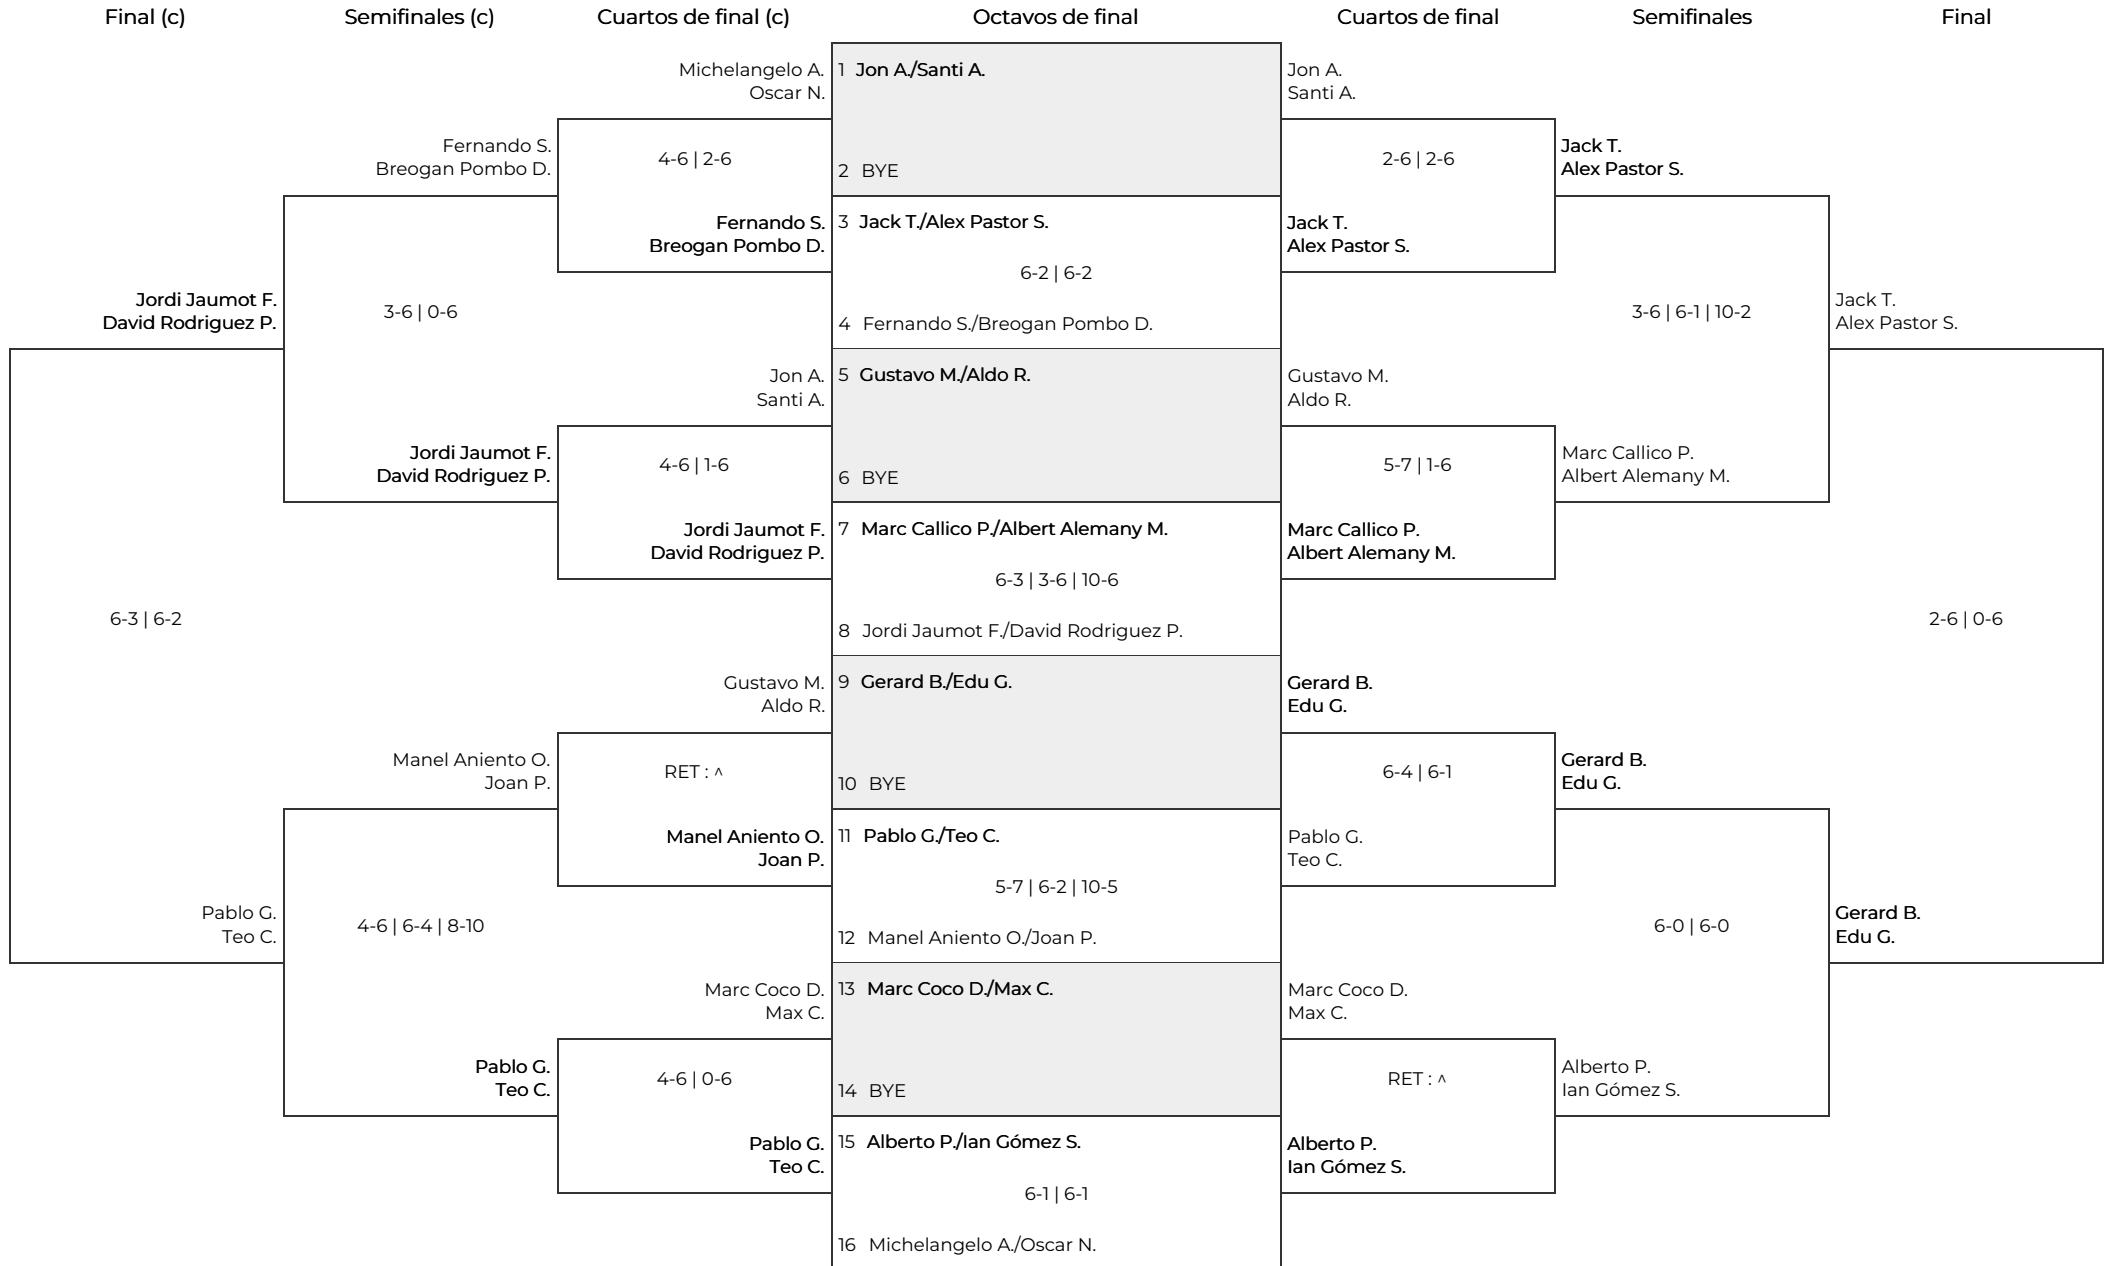 Final (c)
Semifinales (c)
Cuartos de final (c)
Octavos de final
Cuartos de final
Semifinales
Final
Jordi Jaumot F.
David Rodriguez P.
6-3 | 6-2
Pablo G.
Teo C.
Fernando S.
Breogan Pombo D.
3-6 | 0-6
Jordi Jaumot F.
David Rodriguez P.
Manel Aniento O.
Joan P.
4-6 | 6-4 | 8-10
Pablo G.
Teo C.
Michelangelo A.
Oscar N.
4-6 | 2-6
Fernando S.
Breogan Pombo D.
Jon A.
Santi A.
4-6 | 1-6
Jordi Jaumot F.
David Rodriguez P.
Gustavo M.
Aldo R.
RET : ^
Manel Aniento O.
Joan P.
Marc Coco D.
Max C.
4-6 | 0-6
Pablo G.
Teo C.
1 Jon A./Santi A.
2 BYE
3 Jack T./Alex Pastor S.
6-2 | 6-2
4 Fernando S./Breogan Pombo D.
5 Gustavo M./Aldo R.
6 BYE
7 Marc Callico P./Albert Alemany M.
6-3 | 3-6 | 10-6
8 Jordi Jaumot F./David Rodriguez P.
9 Gerard B./Edu G.
10 BYE
11 Pablo G./Teo C.
5-7 | 6-2 | 10-5
12 Manel Aniento O./Joan P.
13 Marc Coco D./Max C.
14 BYE
15 Alberto P./Ian Gómez S.
6-1 | 6-1
16 Michelangelo A./Oscar N.
Jon A.
Santi A.
2-6 | 2-6
Jack T.
Alex Pastor S.
Gustavo M.
Aldo R.
5-7 | 1-6
Marc Callico P.
Albert Alemany M.
Gerard B.
Edu G.
6-4 | 6-1
Pablo G.
Teo C.
Marc Coco D.
Max C.
RET : ^
Alberto P.
Ian Gómez S.
Jack T.
Alex Pastor S.
3-6 | 6-1 | 10-2
Marc Callico P.
Albert Alemany M.
Gerard B.
Edu G.
6-0 | 6-0
Alberto P.
Ian Gómez S.
Jack T.
Alex Pastor S.
2-6 | 0-6
Gerard B.
Edu G.